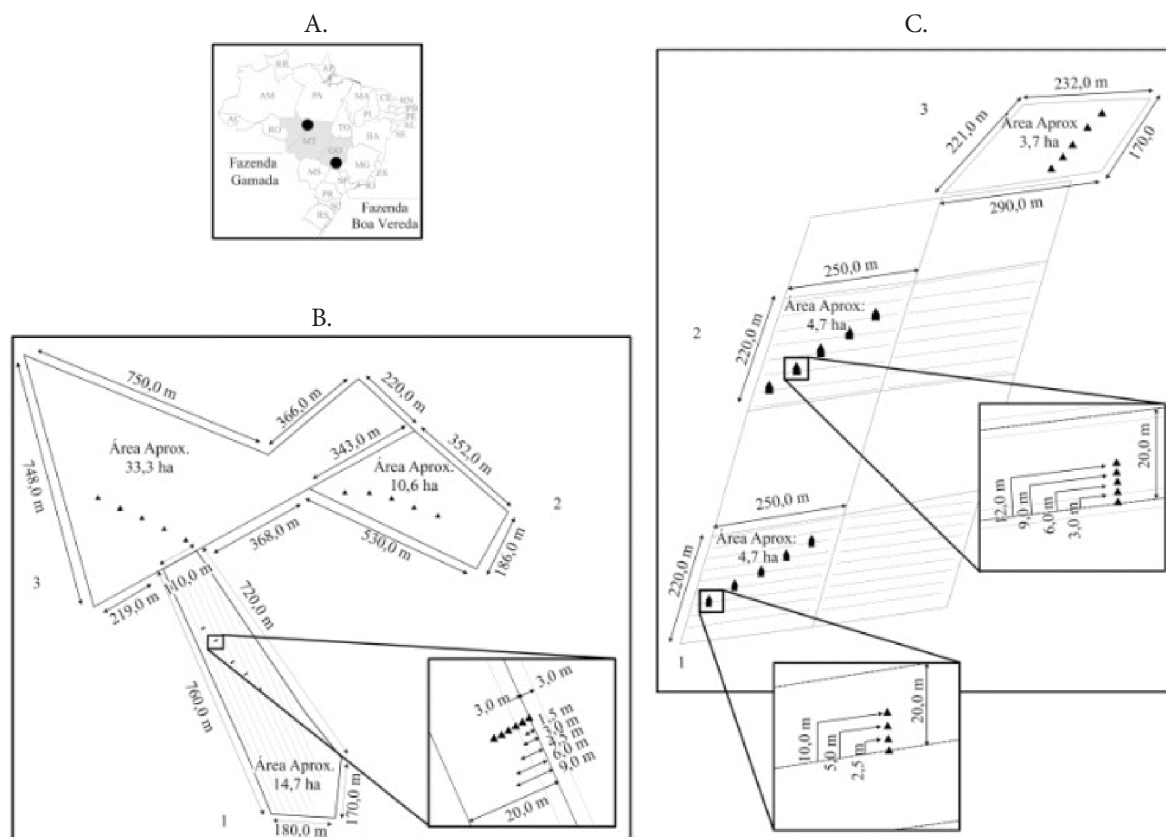 A.
RR
AP
AM
PA
MA
CE
RN
PB
PE
AL
SE
PI
AC
RO
TO
BA
MT
GO
MG
ES
MS
SP
RJ
PR
SC
RS
Fazenda
Gamada
Fazenda
Boa Vereda
B.
750,0 m
366,0 m
220,0 m
343,0 m
352,0 m
748,0 m
Área Aprox.
33,3 ha
Área Aprox.
10,6 ha
2
368,0 m
530,0 m
186,0 m
3
219,0 m
110,0 m
720,0 m
760,0 m
Área Aprox.
14,7 ha
170,0 m
180,0 m
1
3,0 m
3,0 m
1,5 m
3,0 m
6,0 m
9,0 m
20,0 m
C.
3
232,0 m
221,0 m
Área Aprox
3,7 ha
170,0
290,0 m
250,0 m
2
Área Aprox:
4,7 ha
220,0 m
20,0 m
12,0 m
9,0 m
6,0 m
3,0 m
250,0 m
Área Aprox:
4,7 ha
220,0 m
1
20,0 m
10,0 m
5,0 m
2,5 m